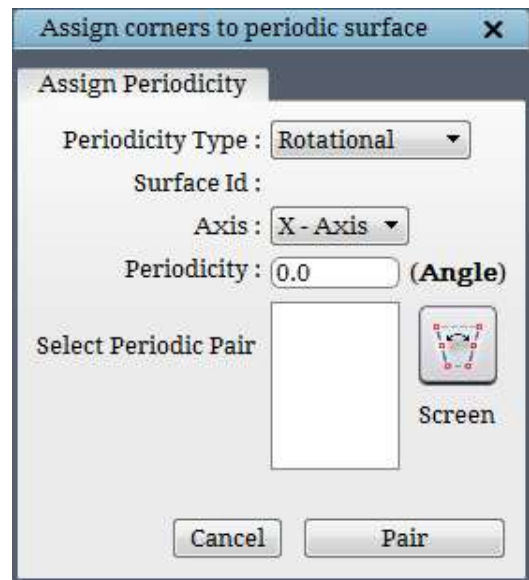 Assign corners to periodic surface
Assign Periodicity
Periodicity Type : Rotational
Surface Id :
Axis : X - Axis
Periodicity : 0.0 (Angle)
Select Periodic Pair
Screen
Cancel Pair